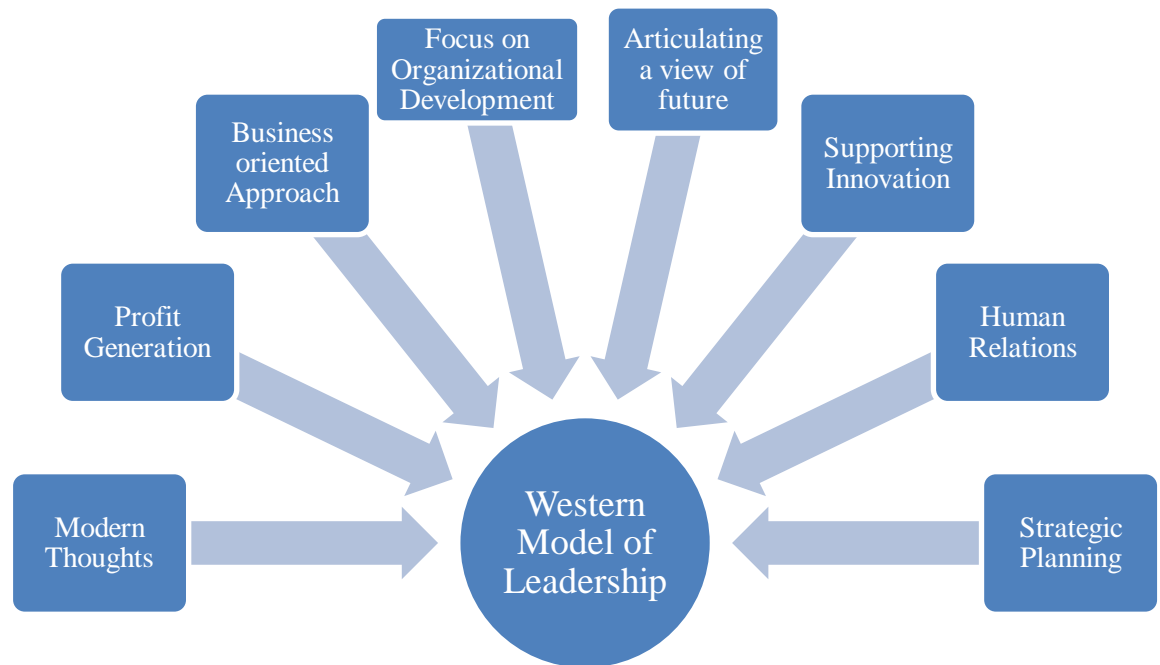 Focus on
Organizational
Development
Articulating
a view of
future
Business
oriented
Approach
Supporting
Innovation
Profit
Generation
Human
Relations
Modern
Thoughts
Western
Model of
Leadership
Strategic
Planning